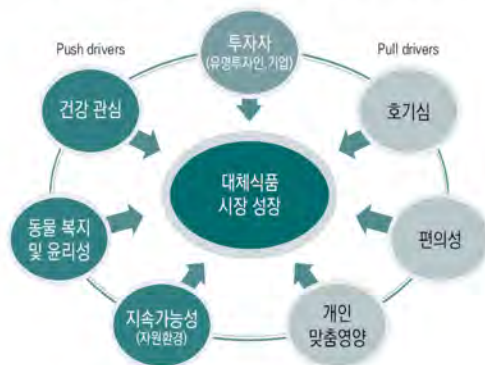 Push drivers
투자자
(유명투자인, 기업)
Pull drivers
건강 관심
호기심
대체식품
시장 성장
동물 복지
및 윤리성
편의성
지속가능성
(자원환경)
개인
맞춤영양